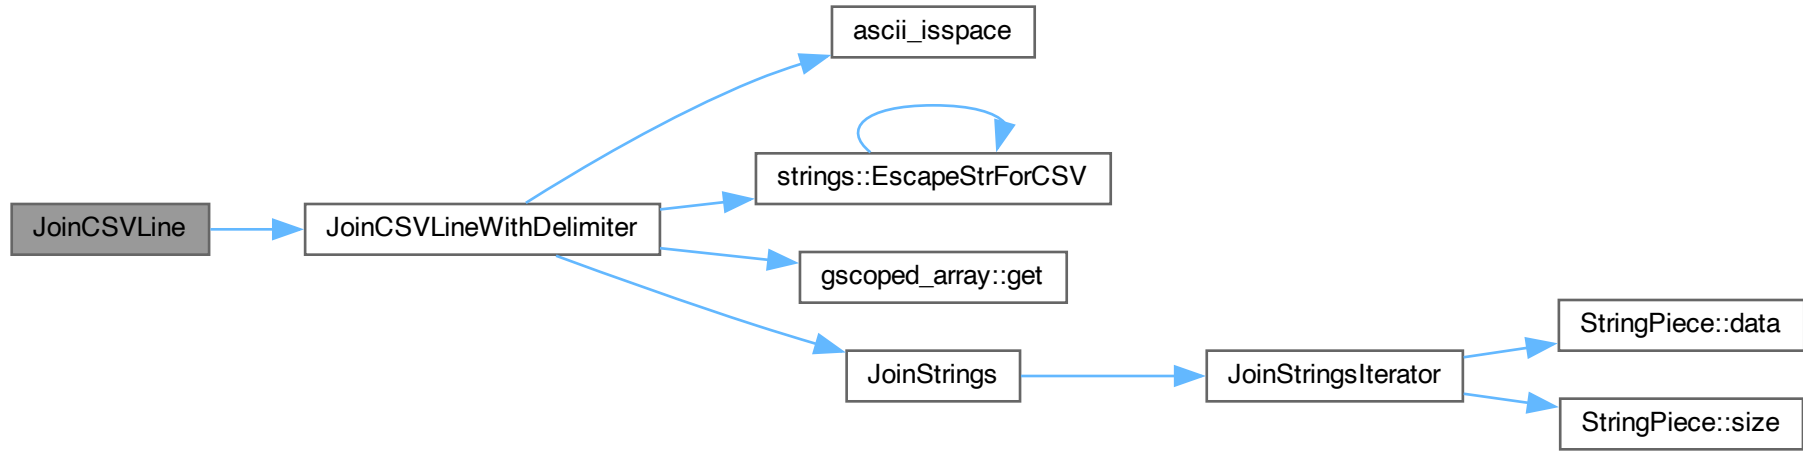 JoinCSVLine
JoinCSVLineWithDelimiter
ascii_isspace
strings::EscapeStrForCSV
gscoped_array::get
JoinStrings
JoinStringsIterator
StringPiece::data
StringPiece::size